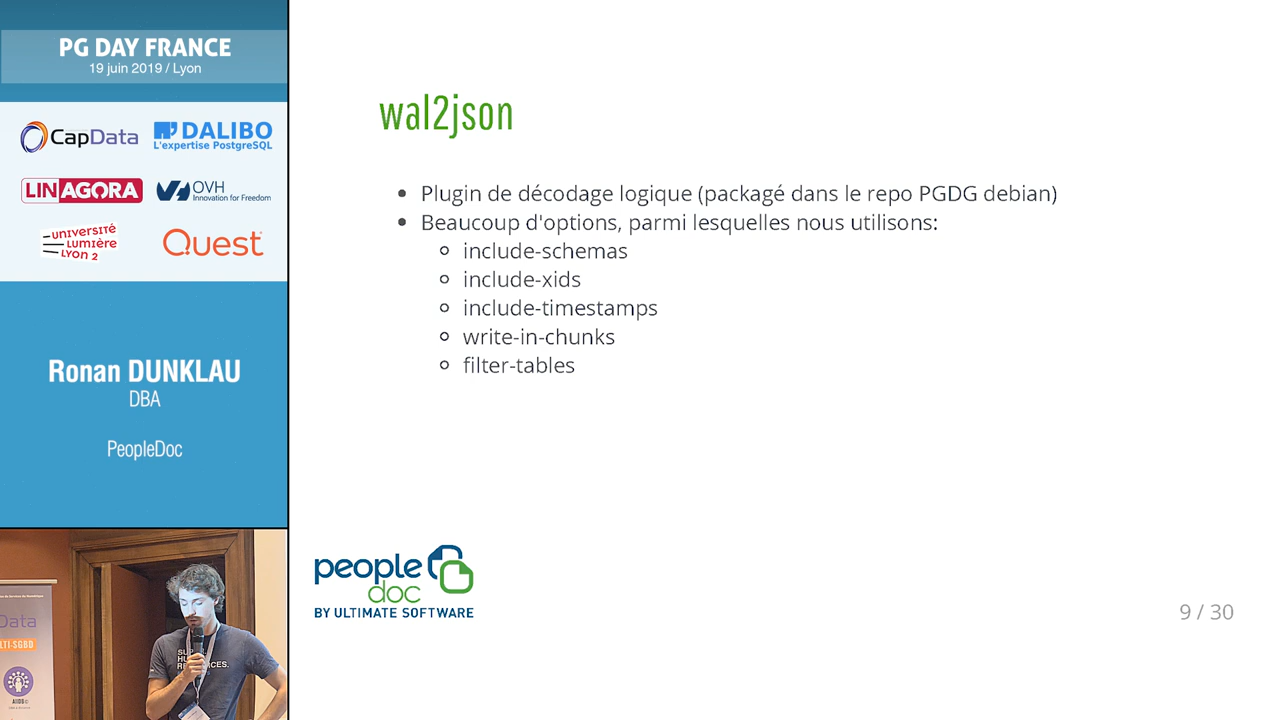 PG DAY FRANCE
19 juin 2019 / Lyon
CapData
DALIBO
L'expertise PostgreSQL
LINAGORA
OVH
Innovation for Freedom
UNIVERSITÉ
LUMIÈRE
LYON 2
Quest
Ronan DUNKLAU
DBA
PeopleDoc
wal2json
Plugin de décodage logique (packagé dans le repo PGDG debian)
Beaucoup d'options, parmi lesquelles nous utilisons:
include-schemas
include-xids
include-timestamps
write-in-chunks
filter-tables
people
doc
BY ULTIMATE SOFTWARE
9 / 30
Data
LTI-SGBD